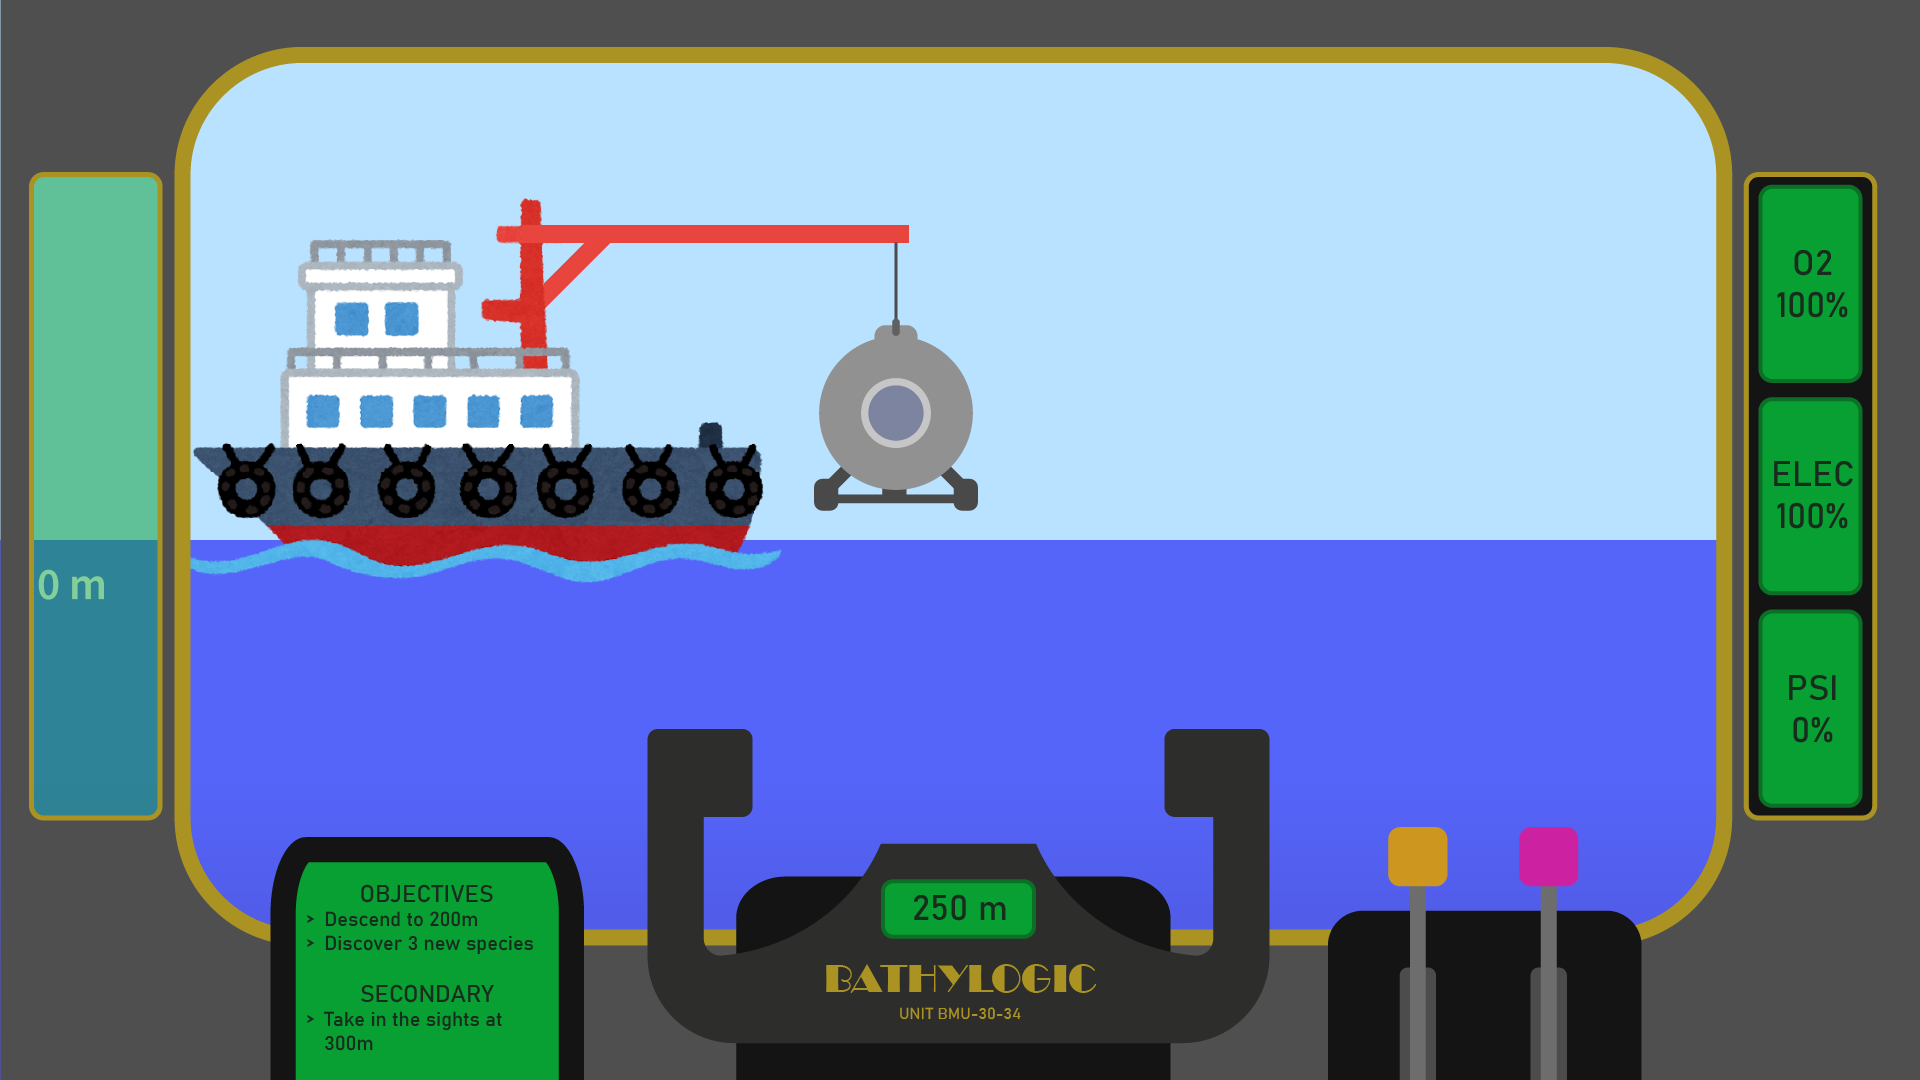 0 m
O2
100%
ELEC
100%
PSI
0%
OBJECTIVES
> Descend to 200m
> Discover 3 new species
SECONDARY
> Take in the sights at
300m
250 m
BATHYLOGIC
UNIT BMU-30-34